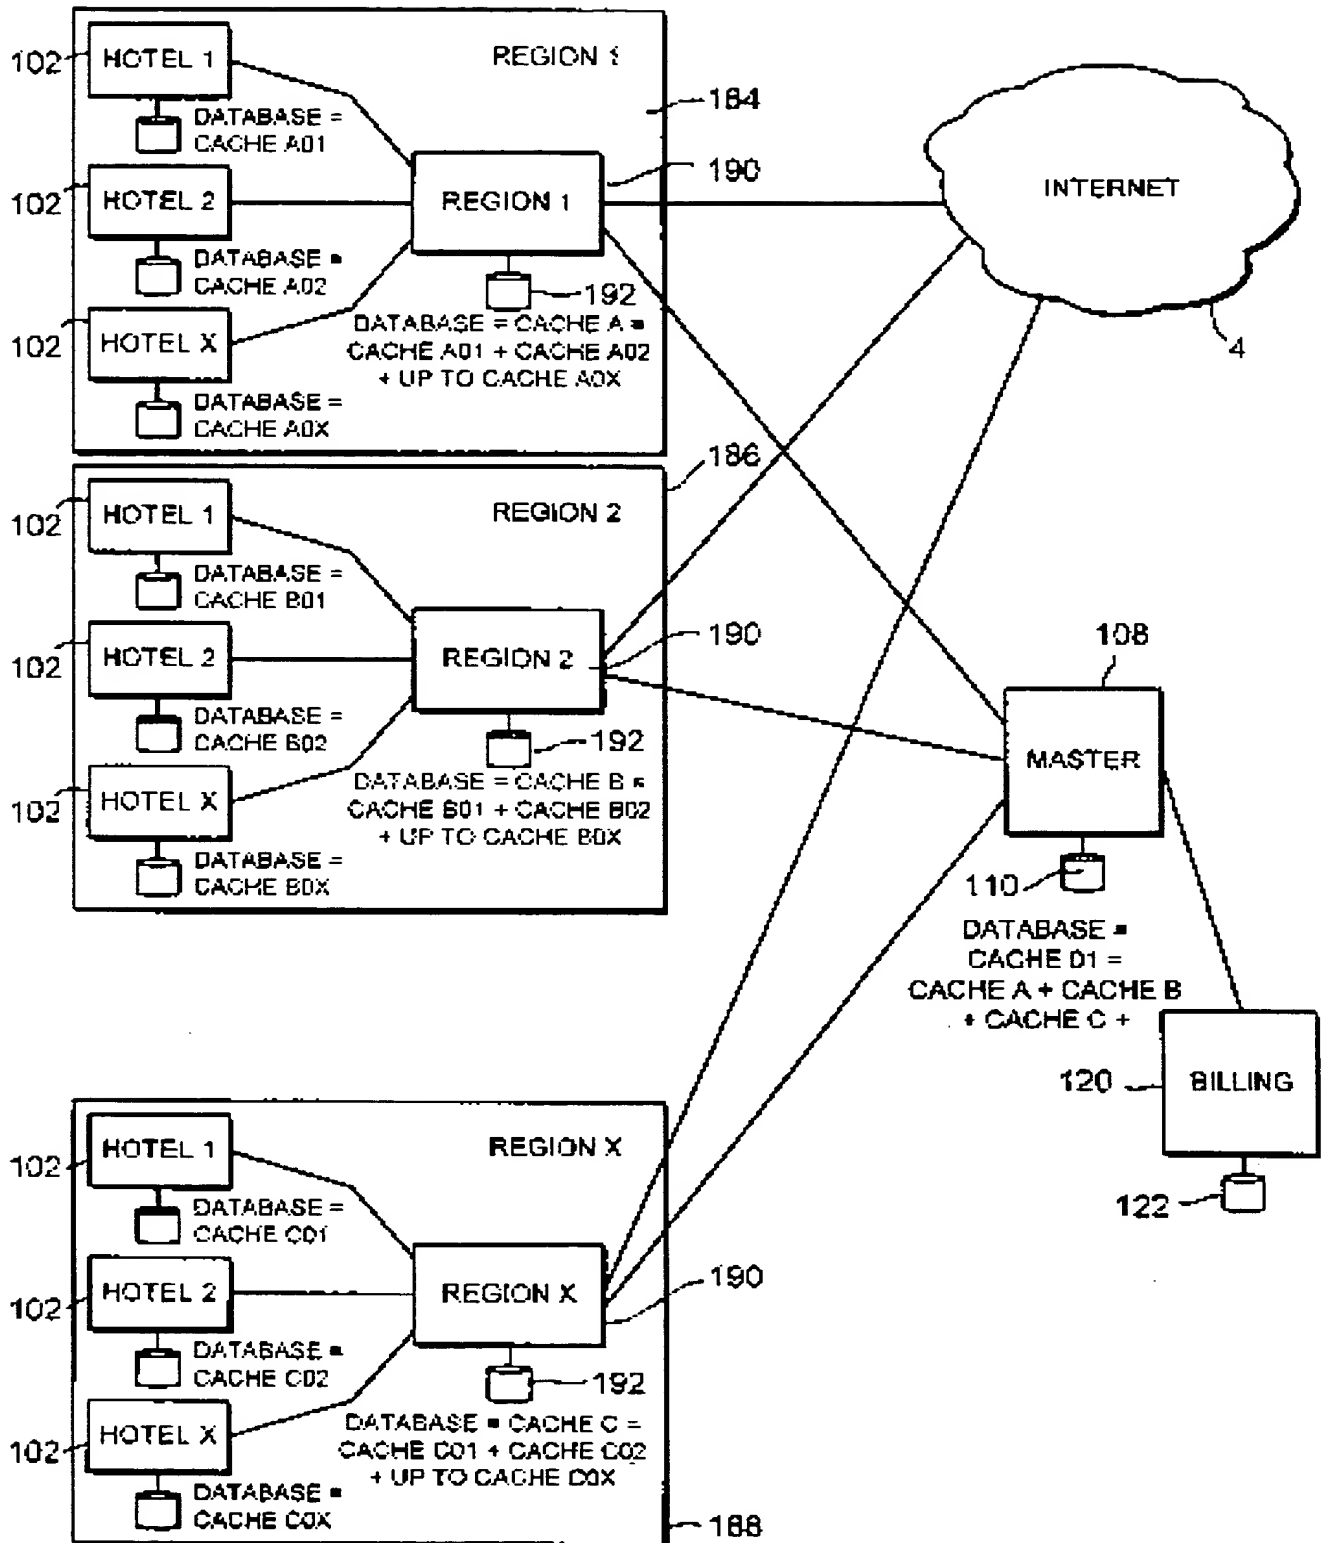 102
HOTEL 1
REGION 1
184
DATABASE =
CACHE A01
190
INTERNET
102
HOTEL 2
REGION 1
DATABASE =
CACHE A02
192
102
HOTEL X
DATABASE = CACHE A =
CACHE A01 + CACHE A02
+ UP TO CACHE A0X
4
DATABASE =
CACHE A0X
186
102
HOTEL 1
REGION 2
DATABASE =
CACHE B01
190
108
102
HOTEL 2
REGION 2
DATABASE =
CACHE B02
192
MASTER
102
HOTEL X
DATABASE = CACHE B =
CACHE B01 + CACHE B02
+ UP TO CACHE B0X
DATABASE =
CACHE B0X
110
DATABASE =
CACHE D1 =
CACHE A + CACHE B
+ CACHE C +
120
BILLING
122
102
HOTEL 1
REGION X
DATABASE =
CACHE C01
190
102
HOTEL 2
REGION X
DATABASE =
CACHE C02
192
102
HOTEL X
DATABASE = CACHE C =
CACHE C01 + CACHE C02
+ UP TO CACHE C0X
DATABASE =
CACHE C0X
188